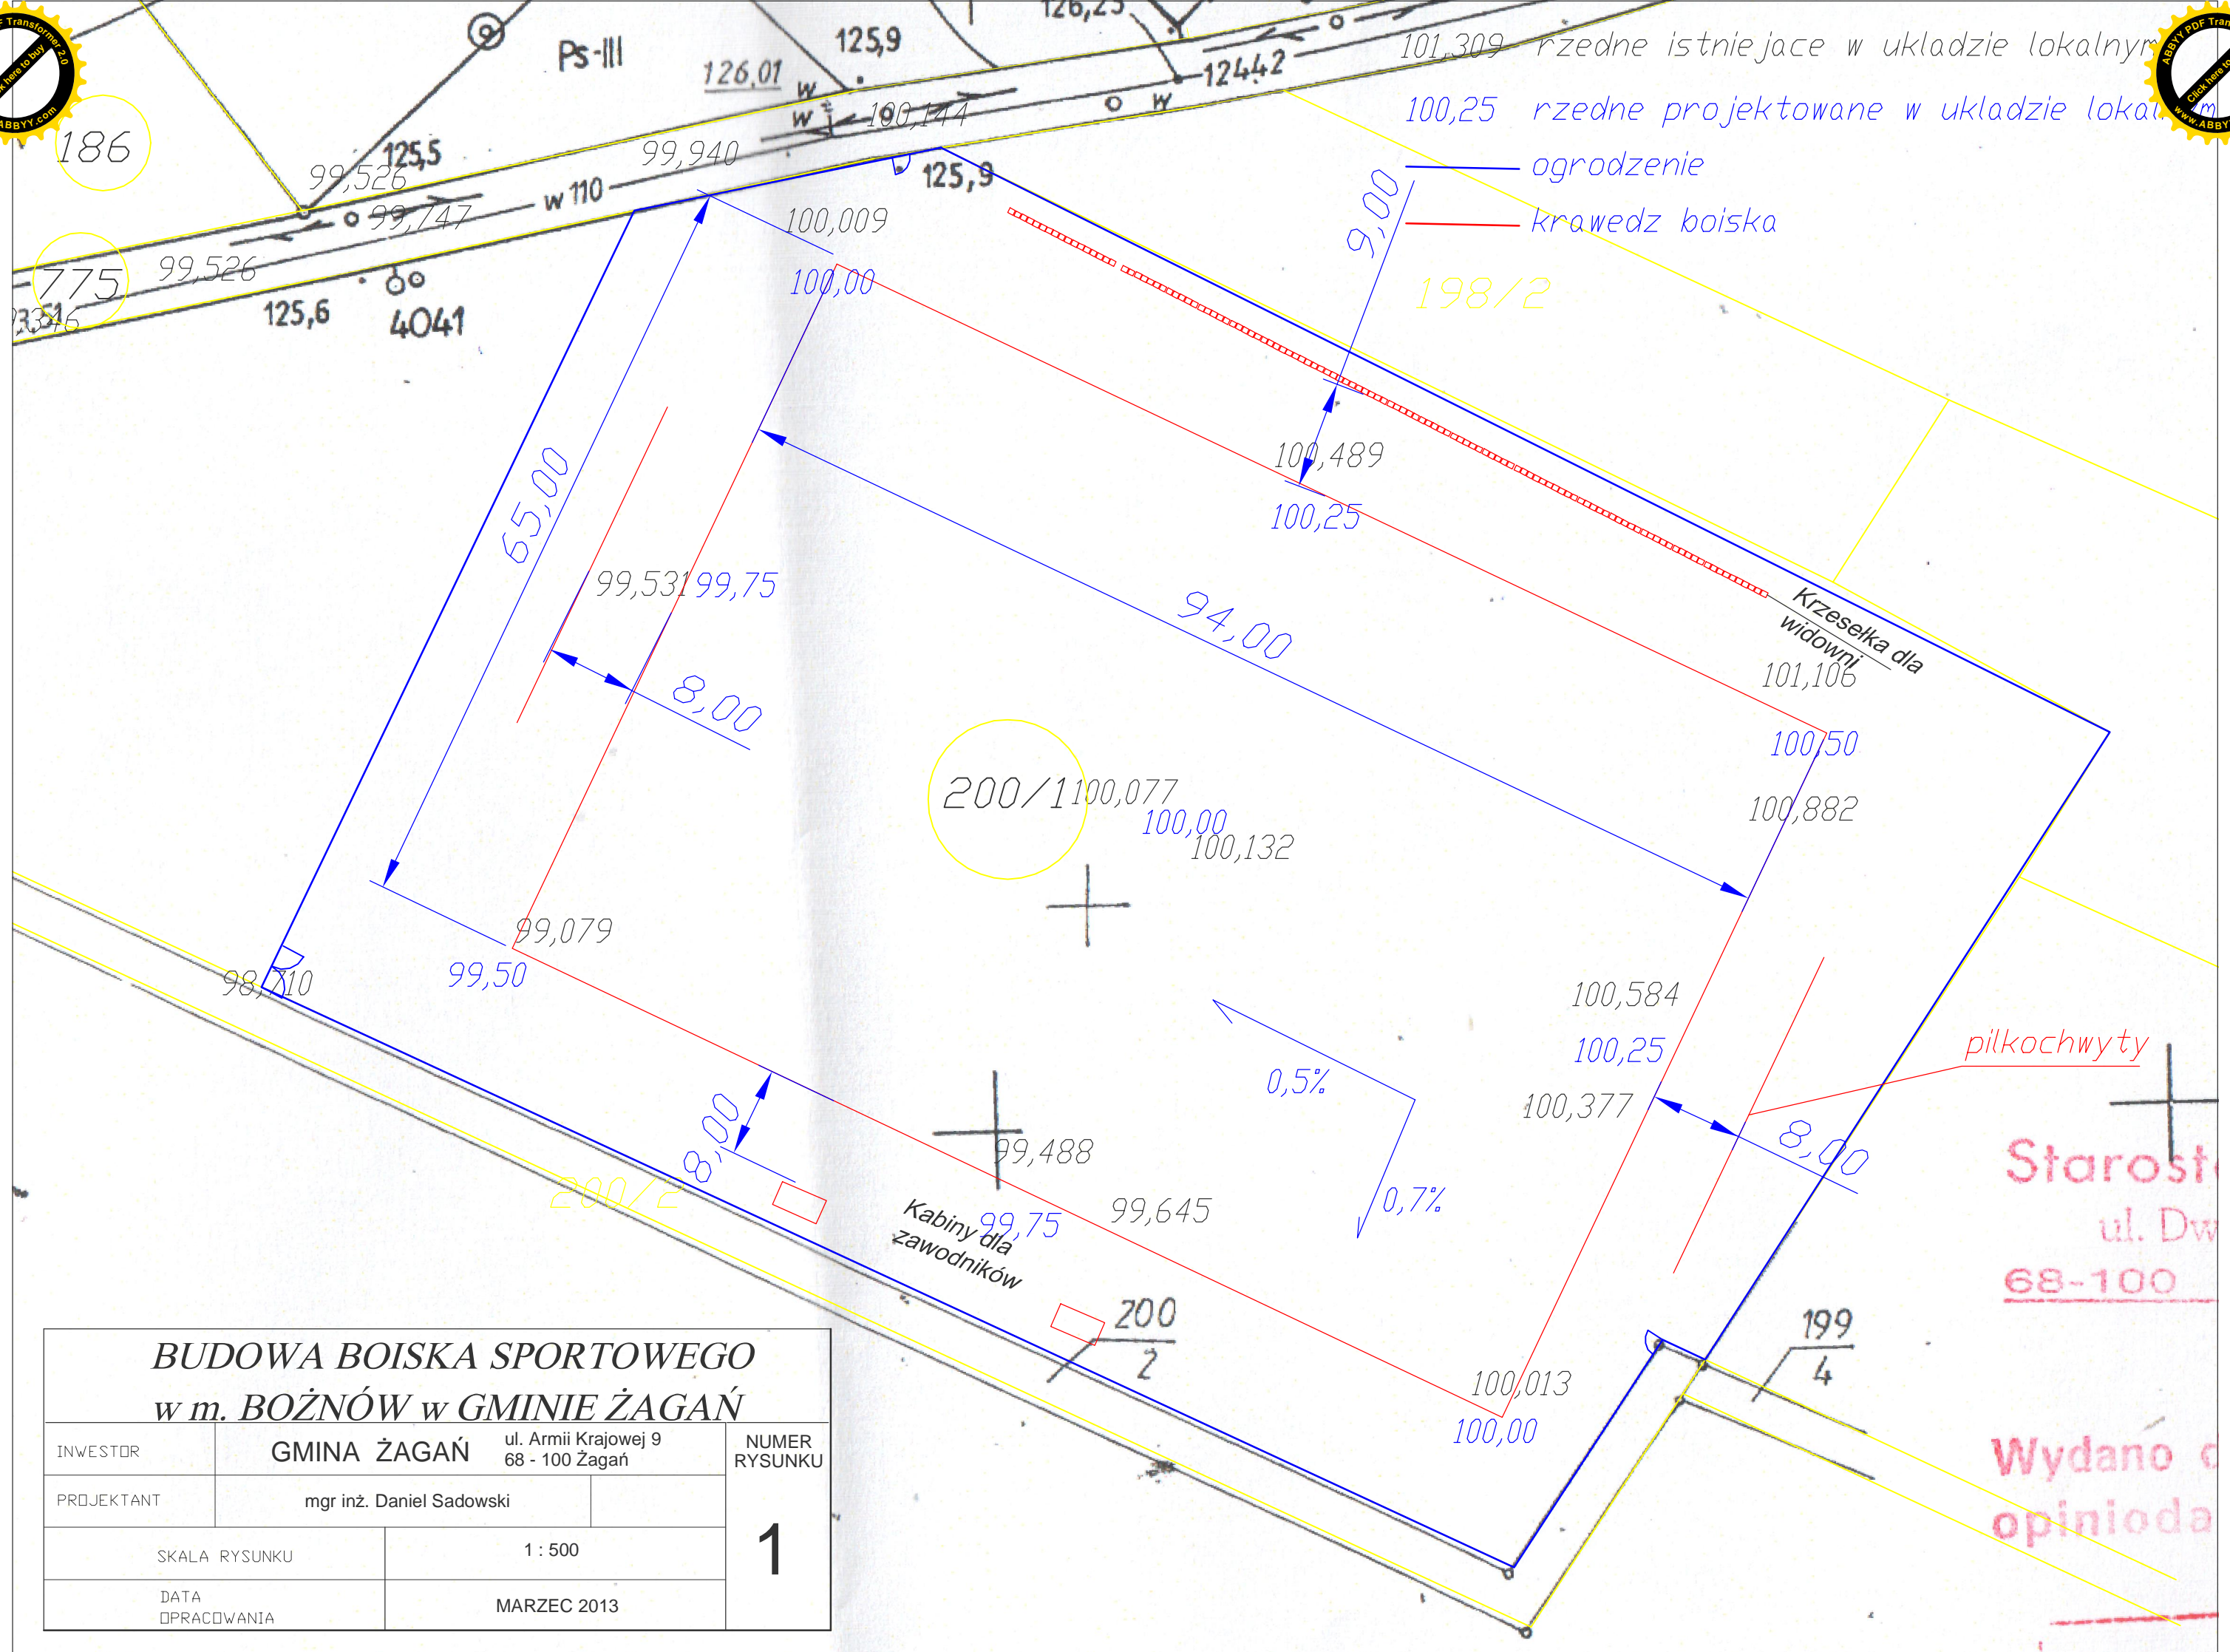 Ps-III
125,9
126,01
126,25
12442
w
w
w
100,144
101,309 rzedne istniejace w ukladzie lokalnym
100,25 rzedne projektowane w ukladzie
ogrodzenie
krawedz boiska
186
125,5
99,526
99,940
99,747
w 110
125,9
775
99,526
125,6
4041
100,009
100,00
9,00
198/2
65,00
100,489
100,25
99,531
99,75
94,00
8,00
Krzesełka dla
widowni
101,106
100,50
200/1
100,077
100,00
100,132
100,882
99,079
98,710
99,50
100,584
0,5%
100,25
pilkochwyty
100,377
8,00
8,00
99,488
200/2
0,7%
99,645
Kabiny dla
zawodników
99,75
200
2
199
4
100,013
100,00
ul.
68-100
Wydano
BUDOWA BOISKA SPORTOWEGO
w m. BOŻNÓW w GMINIE ŻAGAŃ
INWESTOR
GMINA ŻAGAŃ
ul. Armii Krajowej 9
68 - 100 Żagań
NUMER
RYSUNKU
PROJEKTANT
mgr inż. Daniel Sadowski
1
SKALA RYSUNKU
1 : 500
DATA
OPRACOWANIA
MARZEC 2013